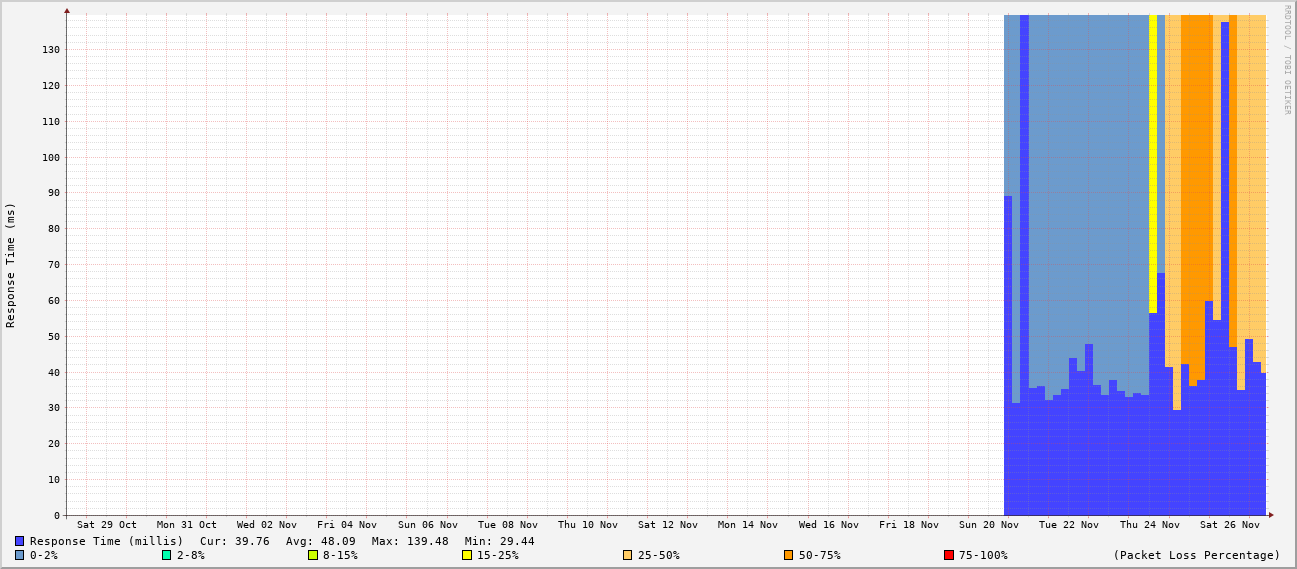 RRDTOOL / TOBI OETIKER
Response Time (ms)
130
120
110
100
90
80
70
60
50
40
30
20
10
0
Sat 29 Oct Mon 31 Oct Wed 02 Nov Fri 04 Nov Sun 06 Nov Tue 08 Nov Thu 10 Nov Sat 12 Nov Mon 14 Nov Wed 16 Nov Fri 18 Nov Sun 20 Nov Tue 22 Nov Thu 24 Nov Sat 26 Nov
Response Time (millis) Cur: 39.76 Avg: 48.09 Max: 139.48 Min: 29.44
0-2% 2-8% 8-15% 15-25% 25-50% 50-75% 75-100% (Packet Loss Percentage)